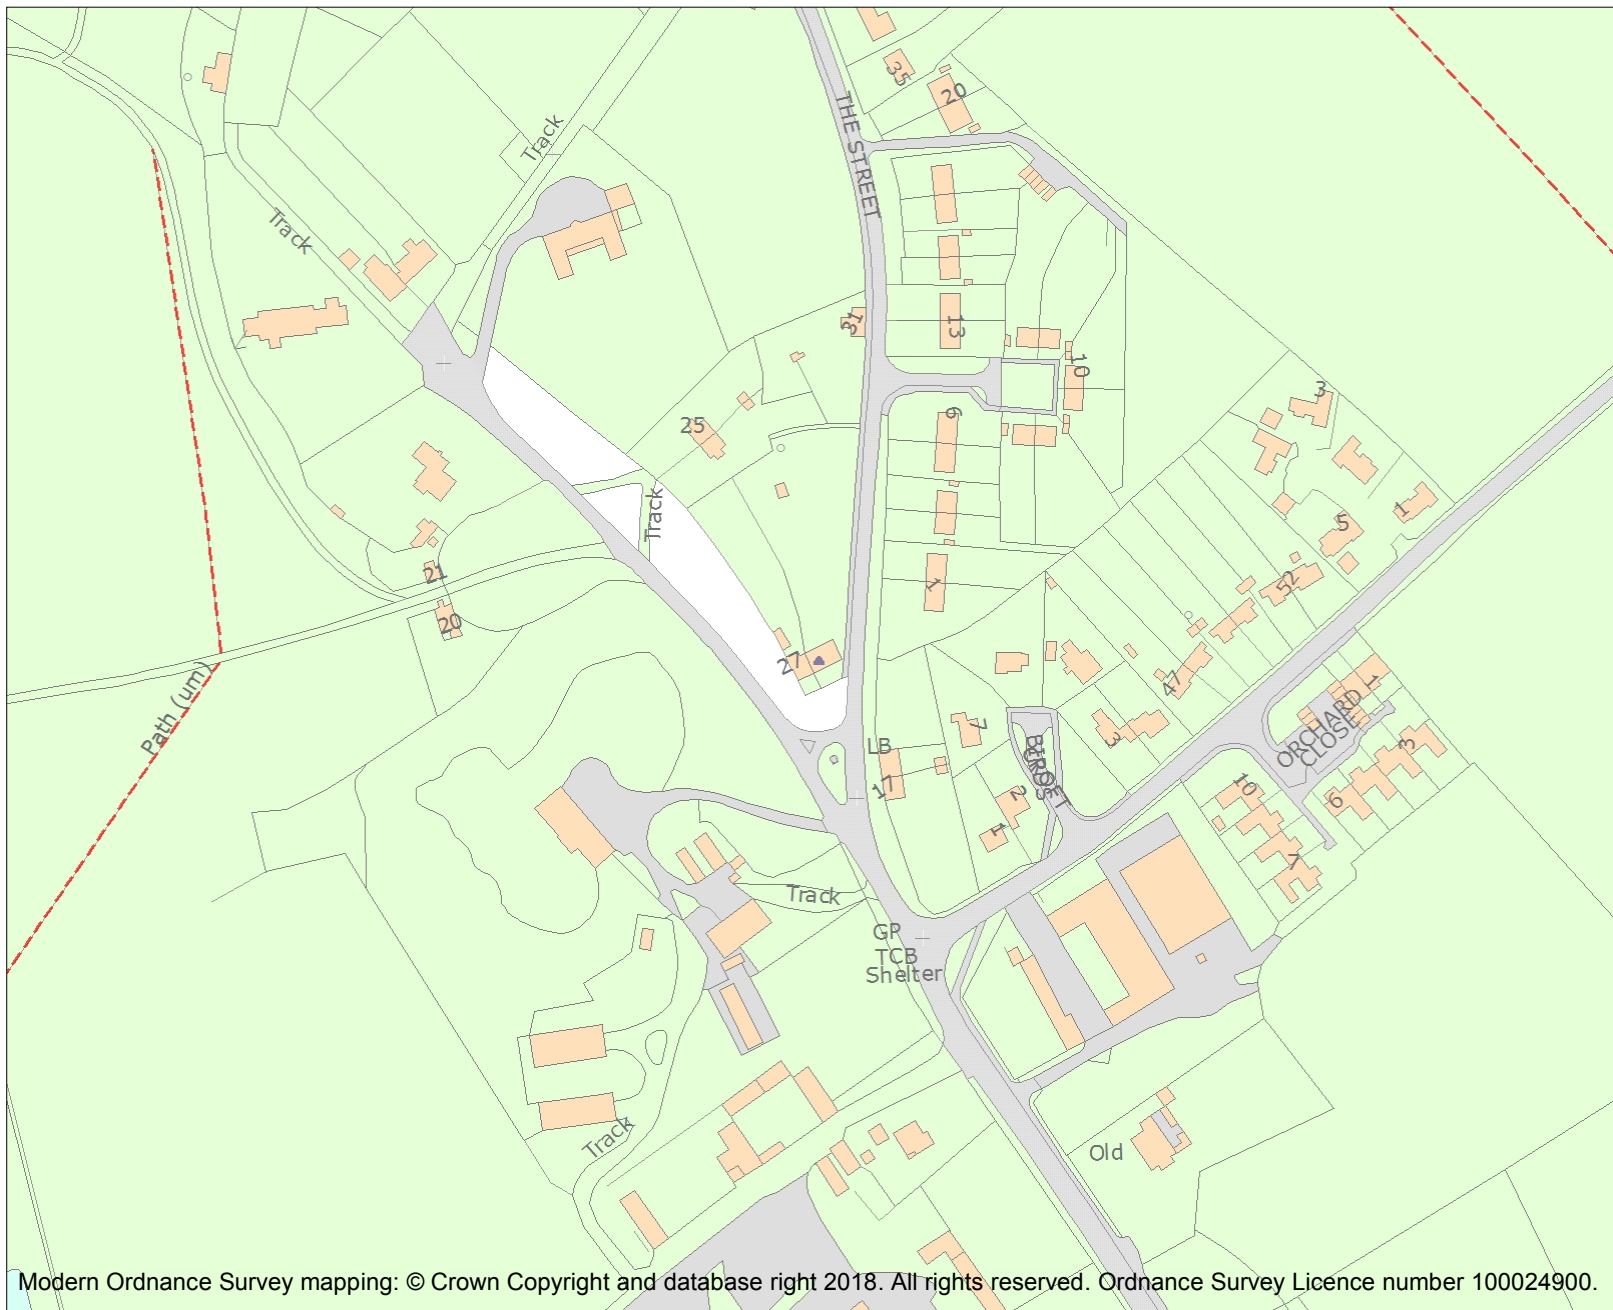 35
20
THE STREET
Track
Track
31
13
10
3
25
6
Track
1
5
52
21
20
1
27
47
Path (um)
7
3
BEROET
CROS
LB
17
2
1
ORCHARD
CLOSE
1
3
10
6
7
Track
GP
TCB
Shelter
Track
Old
Modern Ordnance Survey mapping: © Crown Copyright and database right 2018. All rights reserved. Ordnance Survey Licence number 100024900.